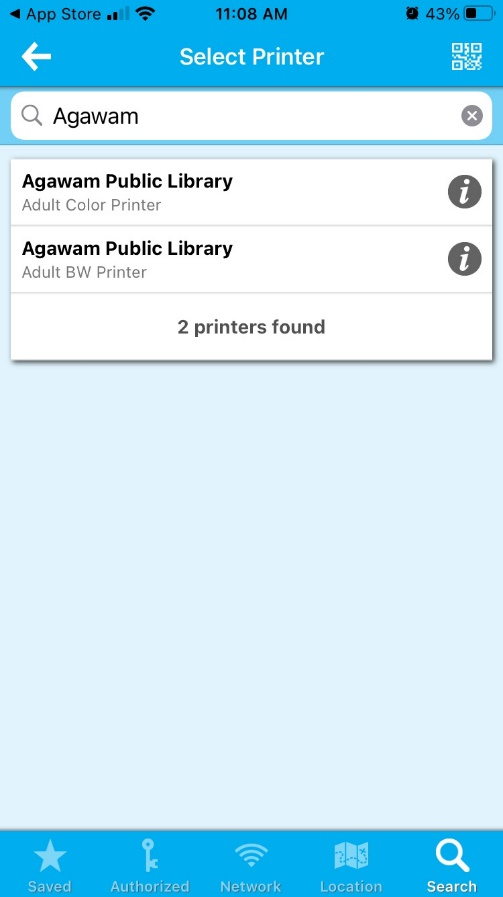 App Store 11:08 AM 43%
Select Printer
Agawam
Agawam Public Library
Adult Color Printer
Agawam Public Library
Adult BW Printer
2 printers found
Saved Authorized Network Location Search